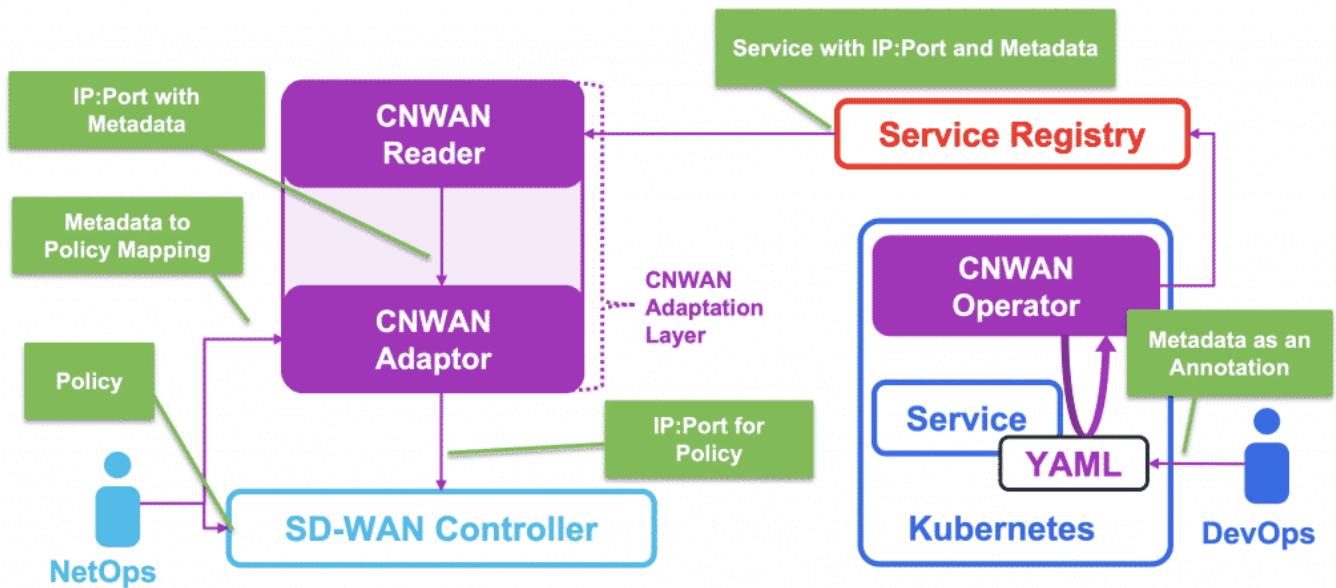 Service with IP:Port and Metadata
IP:Port with
Metadata
CNWAN
Reader
Service Registry
Metadata to
Policy Mapping
CNWAN
Operator
CNWAN
Adaptation
Layer
CNWAN
Adaptor
Metadata as an
Annotation
Policy
IP:Port for
Policy
Service
YAML
SD-WAN Controller
Kubernetes
DevOps
NetOps